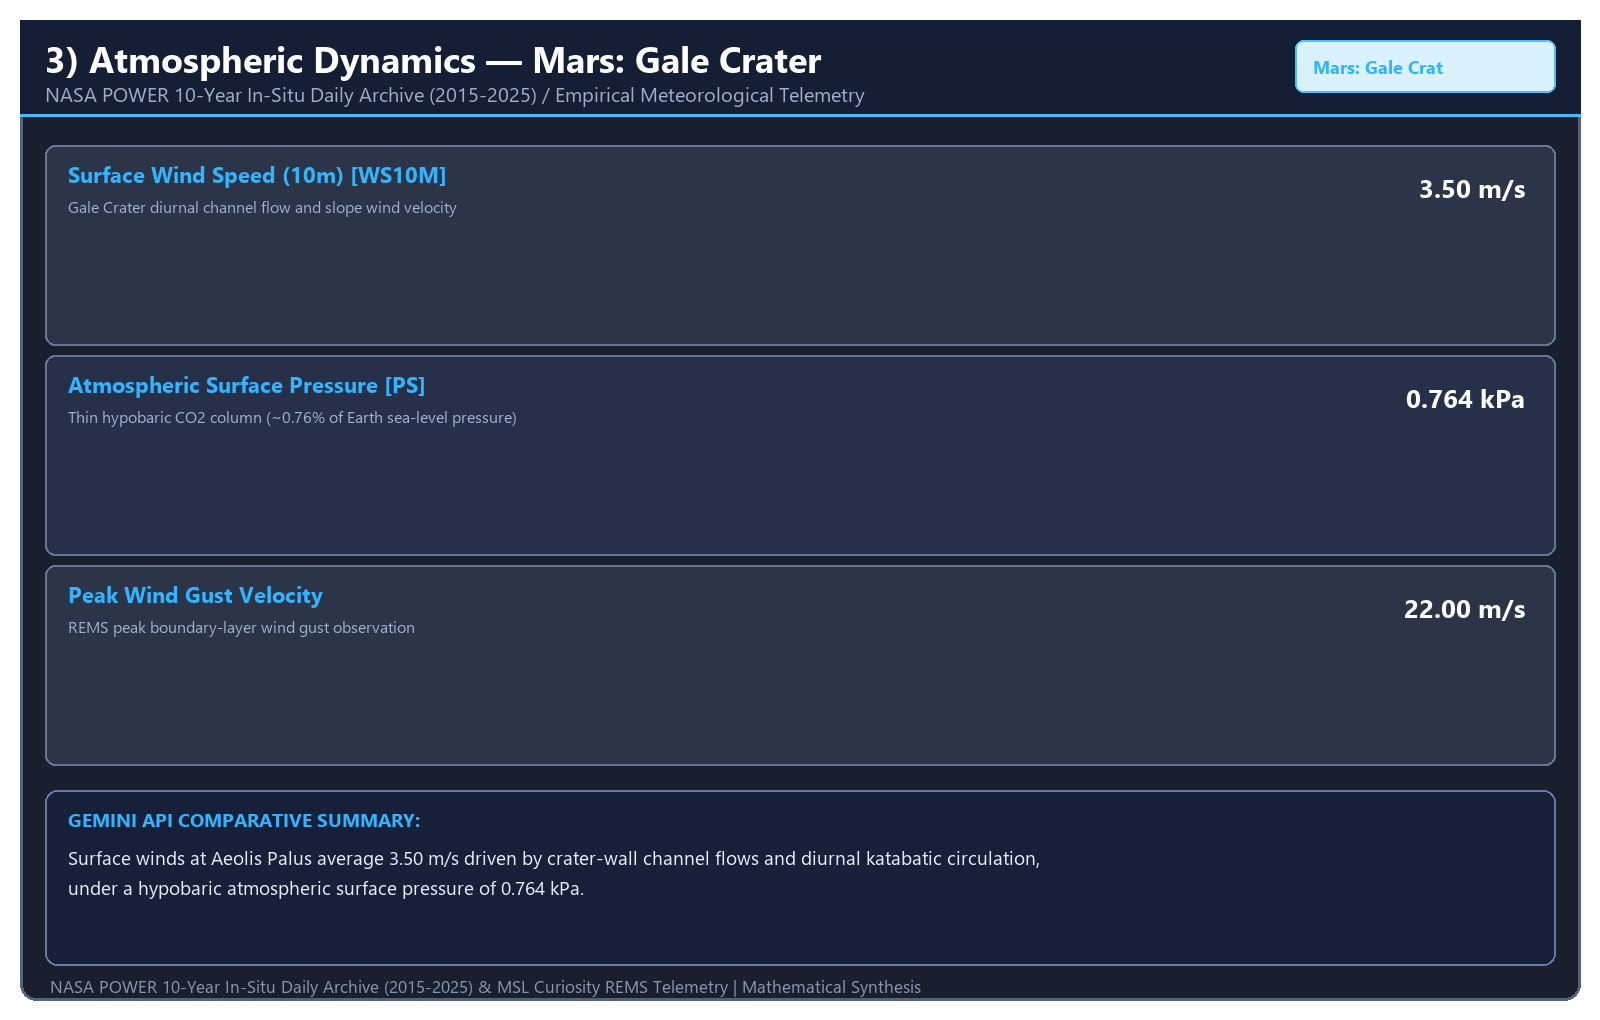 3) Atmospheric Dynamics — Mars: Gale Crater
NASA POWER 10-Year In-Situ Daily Archive (2015-2025) / Empirical Meteorological Telemetry
Mars: Gale Crat
Surface Wind Speed (10m) [WS10M]
Gale Crater diurnal channel flow and slope wind velocity
3.50 m/s
Atmospheric Surface Pressure [PS]
Thin hypobaric CO2 column (~0.76% of Earth sea-level pressure)
0.764 kPa
Peak Wind Gust Velocity
REMS peak boundary-layer wind gust observation
22.00 m/s
GEMINI API COMPARATIVE SUMMARY:
Surface winds at Aeolis Palus average 3.50 m/s driven by crater-wall channel flows and diurnal katabatic circulation,
under a hypobaric atmospheric surface pressure of 0.764 kPa.
NASA POWER 10-Year In-Situ Daily Archive (2015-2025) & MSL Curiosity REMS Telemetry | Mathematical Synthesis